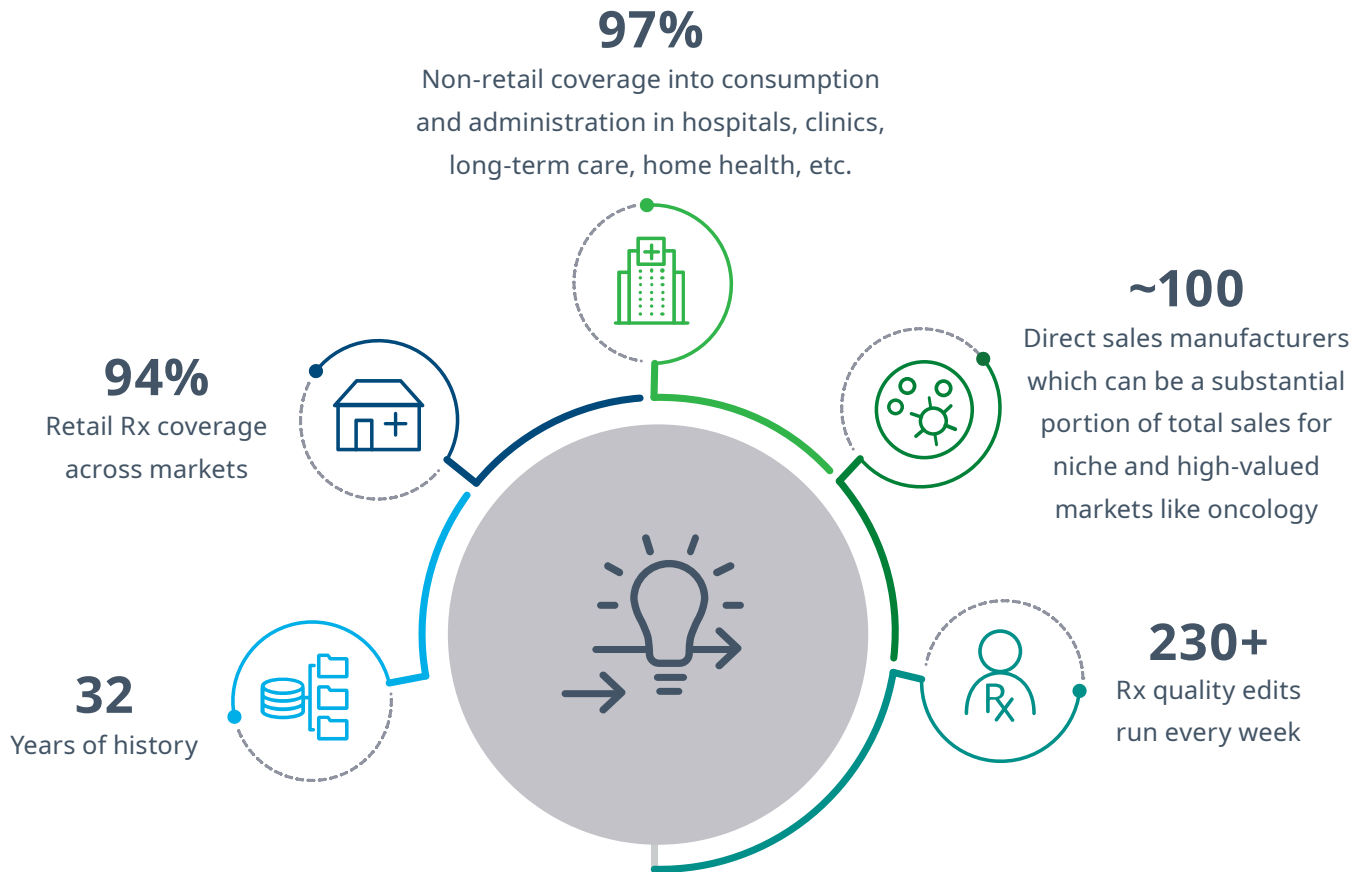 97%
Non-retail coverage into consumption
and administration in hospitals, clinics,
long-term care, home health, etc.
94%
Retail Rx coverage
across markets
~100
Direct sales manufacturers
which can be a substantial
portion of total sales for
niche and high-valued
markets like oncology
32
Years of history
230+
Rx quality edits
run every week
Rx